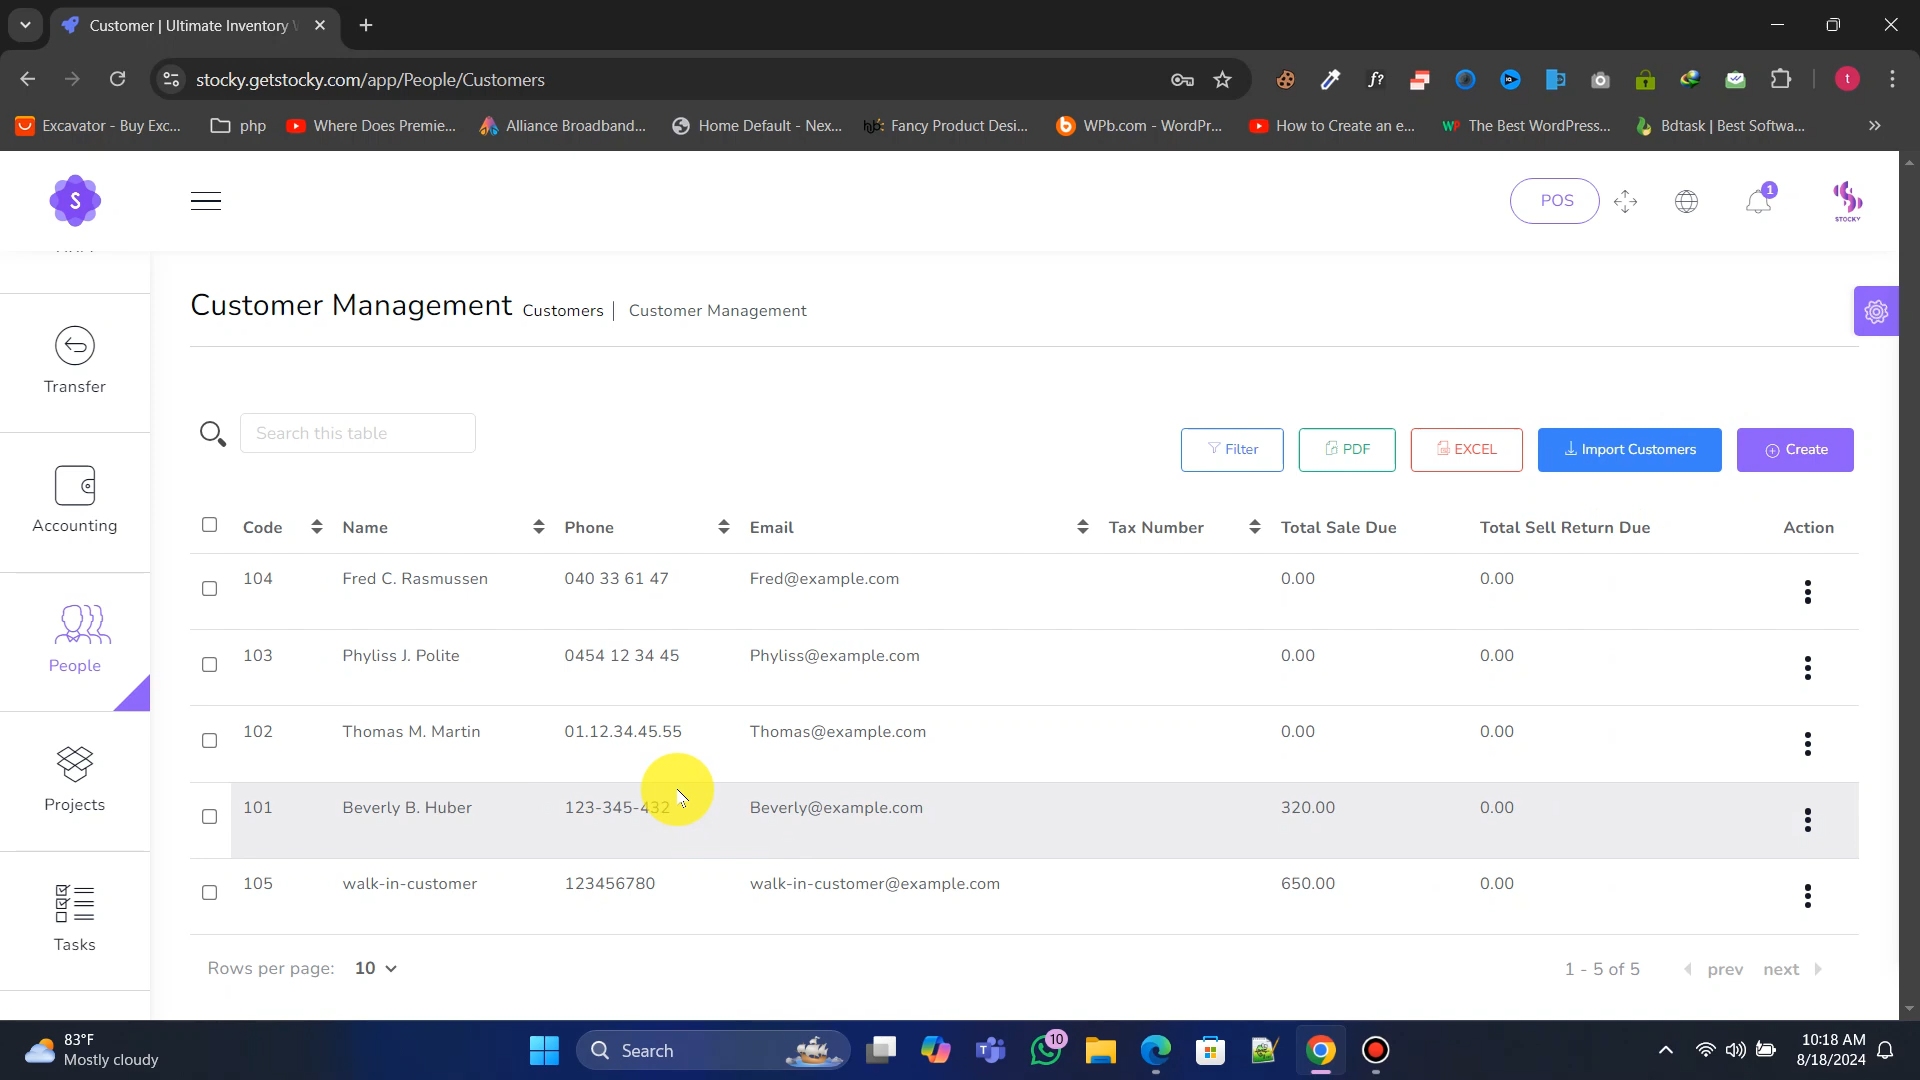 Customer | Ultimate Inventory
stocky.getstocky.com/app/People/Customers
t
Excavator - Buy Exc...
php
Where Does Premie...
Alliance Broadband...
Home Default - Nex...
Fancy Product Desi...
WPb.com - WordPr...
How to Create an e...
The Best WordPress...
Bdtask | Best Softwa...
S
POS
1
STOCKY
Customer Management Customers | Customer Management
Transfer
Accounting
People
Projects
Tasks
Search this table
Filter
PDF
EXCEL
Import Customers
Create
Code Name Phone Email Tax Number Total Sale Due Total Sell Return Due Action
104 Fred C. Rasmussen 040 33 61 47 Fred@example.com 0.00 0.00
103 Phyliss J. Polite 0454 12 34 45 Phyliss@example.com 0.00 0.00
102 Thomas M. Martin 01.12.34.45.55 Thomas@example.com 0.00 0.00
101 Beverly B. Huber 123-345-432 Beverly@example.com 320.00 0.00
105 walk-in-customer 123456780 walk-in-customer@example.com 650.00 0.00
Rows per page: 10
1 - 5 of 5 prev next
83°F
Mostly cloudy
Search
10
10:18 AM
8/18/2024